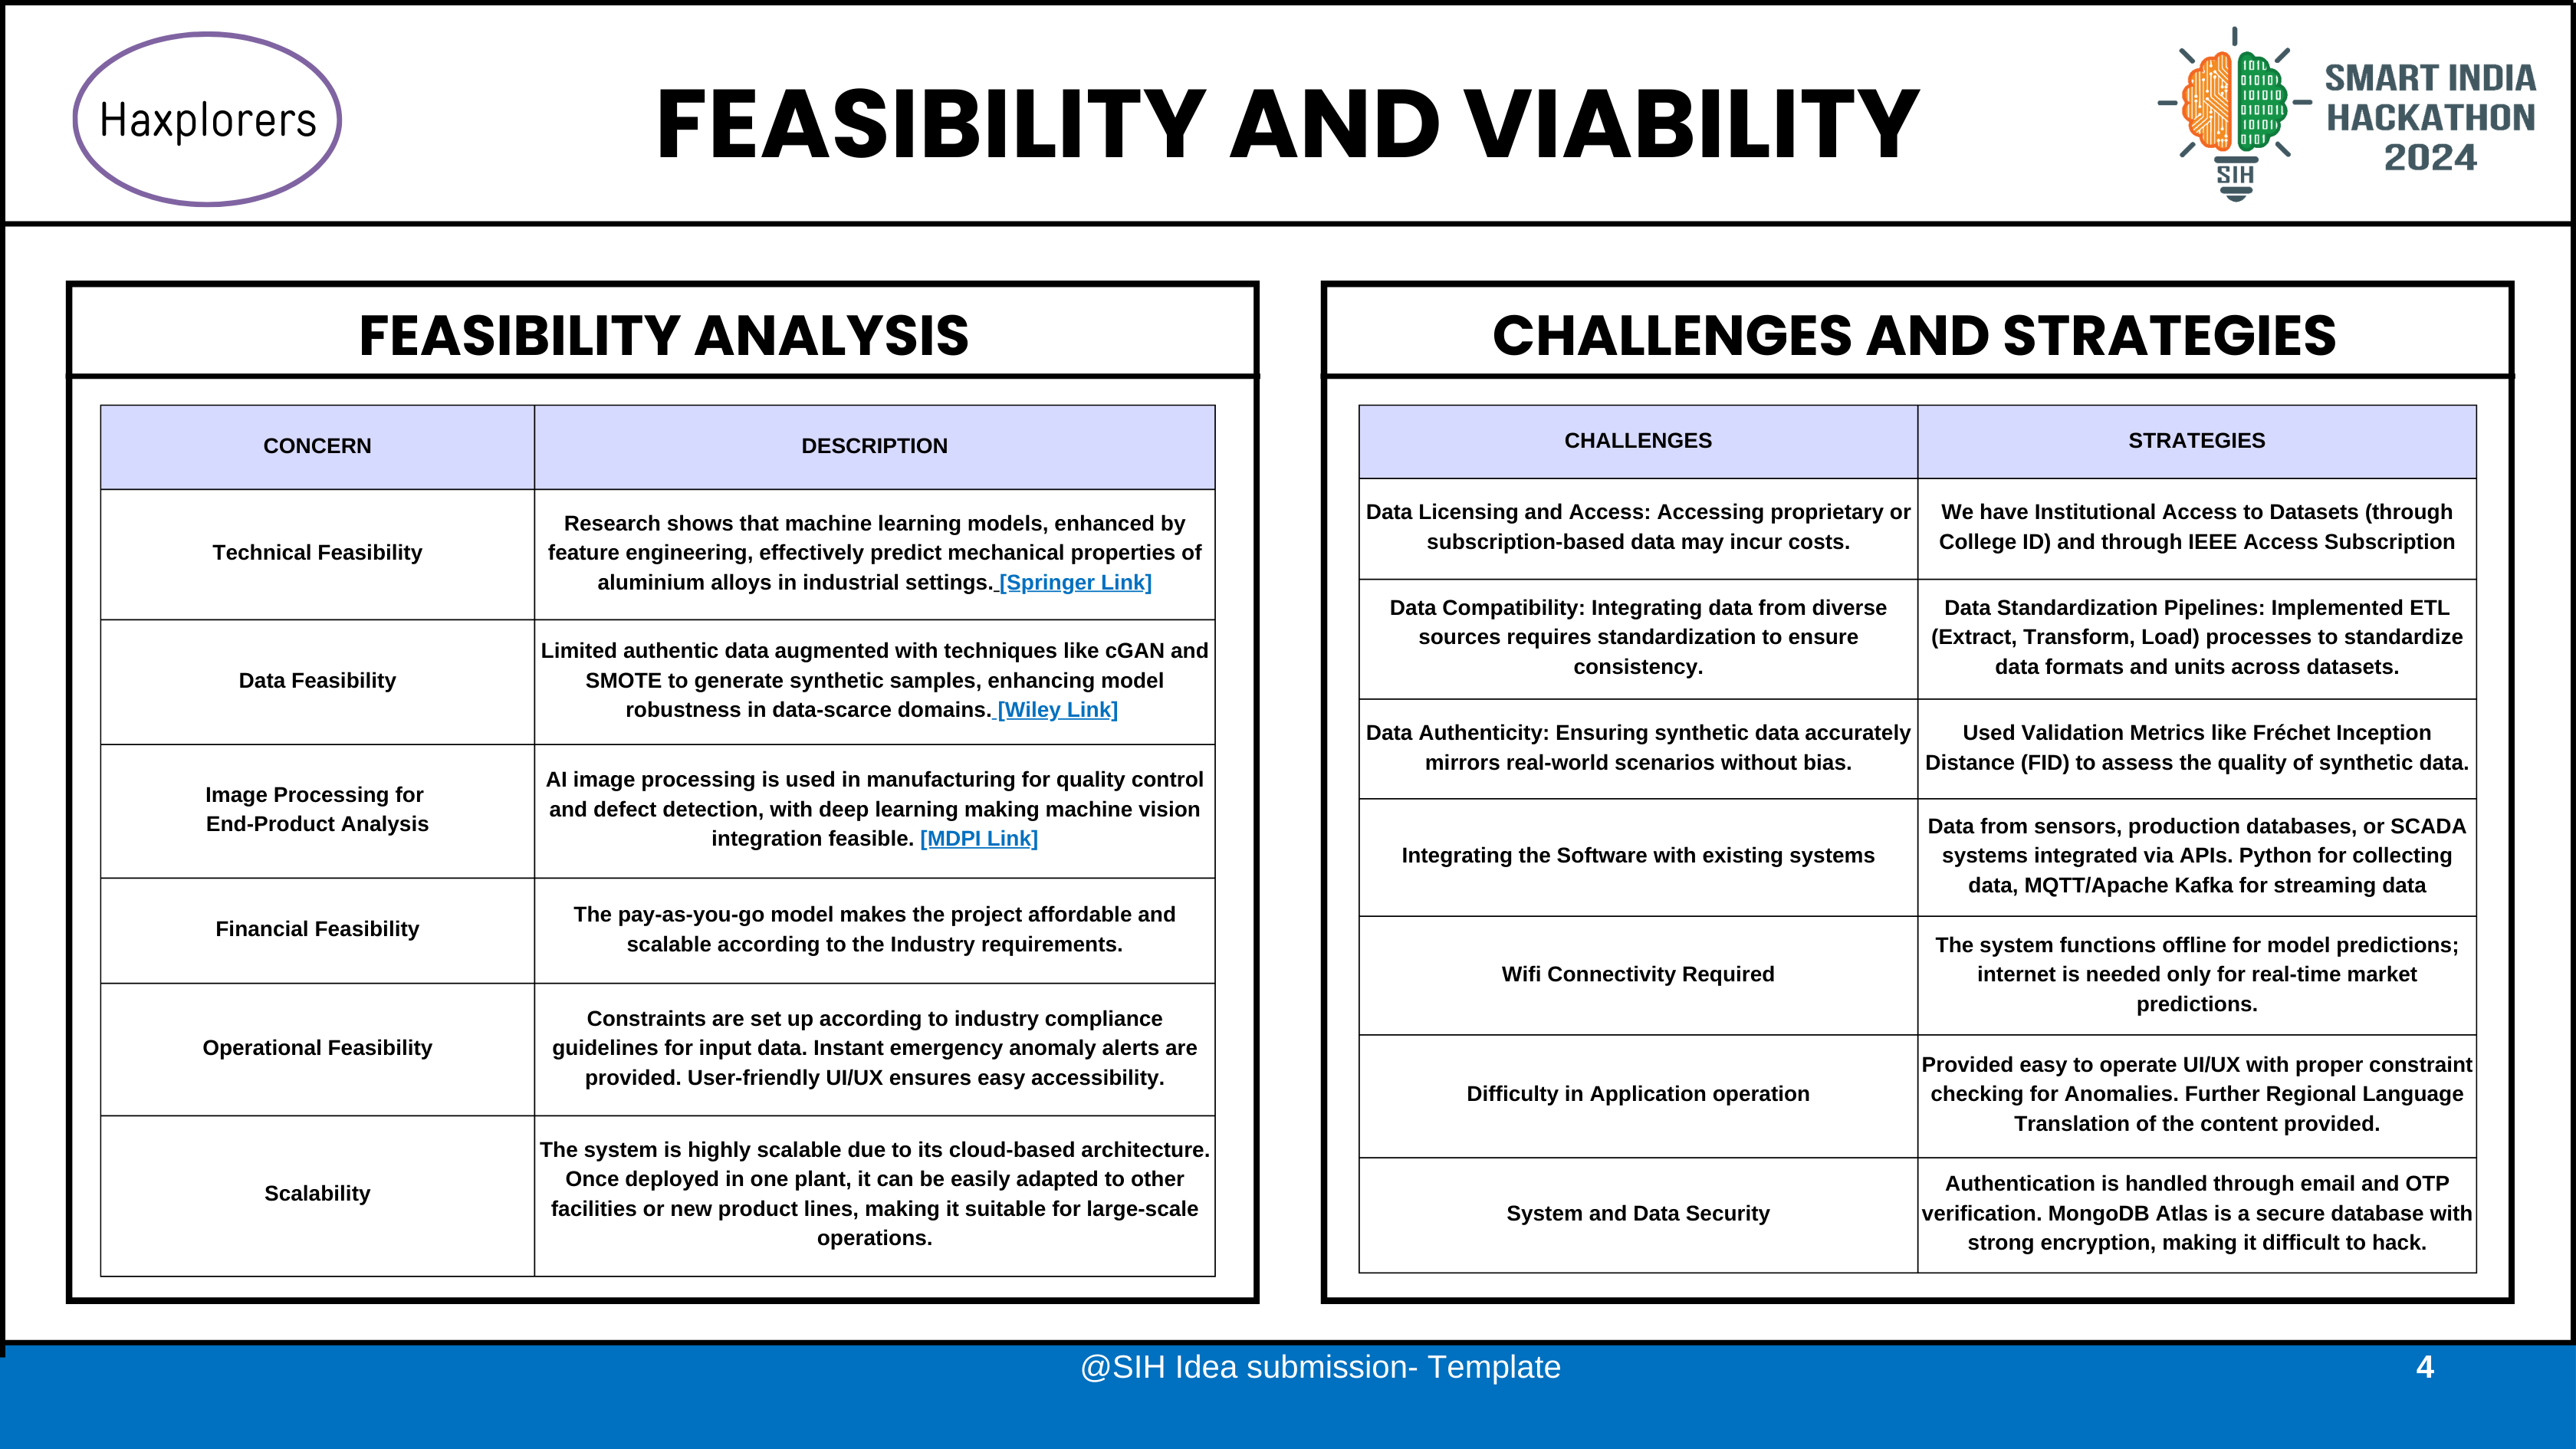 Haxplorers
FEASIBILITY AND VIABILITY
SIH
SMART INDIA
HACKATHON
2024
FEASIBILITY ANALYSIS
CONCERN
DESCRIPTION
Technical Feasibility
Research shows that machine learning models, enhanced by
feature engineering, effectively predict mechanical properties of
aluminium alloys in industrial settings. [Springer Link]
Data Feasibility
Limited authentic data augmented with techniques like cGAN and
SMOTE to generate synthetic samples, enhancing model
robustness in data-scarce domains. [Wiley Link]
Image Processing for
End-Product Analysis
AI image processing is used in manufacturing for quality control
and defect detection, with deep learning making machine vision
integration feasible. [MDPI Link]
Financial Feasibility
The pay-as-you-go model makes the project affordable and
scalable according to the Industry requirements.
Operational Feasibility
Constraints are set up according to industry compliance
guidelines for input data. Instant emergency anomaly alerts are
provided. User-friendly UI/UX ensures easy accessibility.
Scalability
The system is highly scalable due to its cloud-based architecture.
Once deployed in one plant, it can be easily adapted to other
facilities or new product lines, making it suitable for large-scale
operations.
CHALLENGES AND STRATEGIES
CHALLENGES
STRATEGIES
Data Licensing and Access: Accessing proprietary or
subscription-based data may incur costs.
We have Institutional Access to Datasets (through
College ID) and through IEEE Access Subscription
Data Compatibility: Integrating data from diverse
sources requires standardization to ensure
consistency.
Data Standardization Pipelines: Implemented ETL
(Extract, Transform, Load) processes to standardize
data formats and units across datasets.
Data Authenticity: Ensuring synthetic data accurately
mirrors real-world scenarios without bias.
Used Validation Metrics like Fréchet Inception
Distance (FID) to assess the quality of synthetic data.
Integrating the Software with existing systems
Data from sensors, production databases, or SCADA
systems integrated via APIs. Python for collecting
data, MQTT/Apache Kafka for streaming data
Wifi Connectivity Required
The system functions offline for model predictions;
internet is needed only for real-time market
predictions.
Difficulty in Application operation
Provided easy to operate UI/UX with proper constraint
checking for Anomalies. Further Regional Language
Translation of the content provided.
System and Data Security
Authentication is handled through email and OTP
verification. MongoDB Atlas is a secure database with
strong encryption, making it difficult to hack.
@SIH Idea submission- Template
4